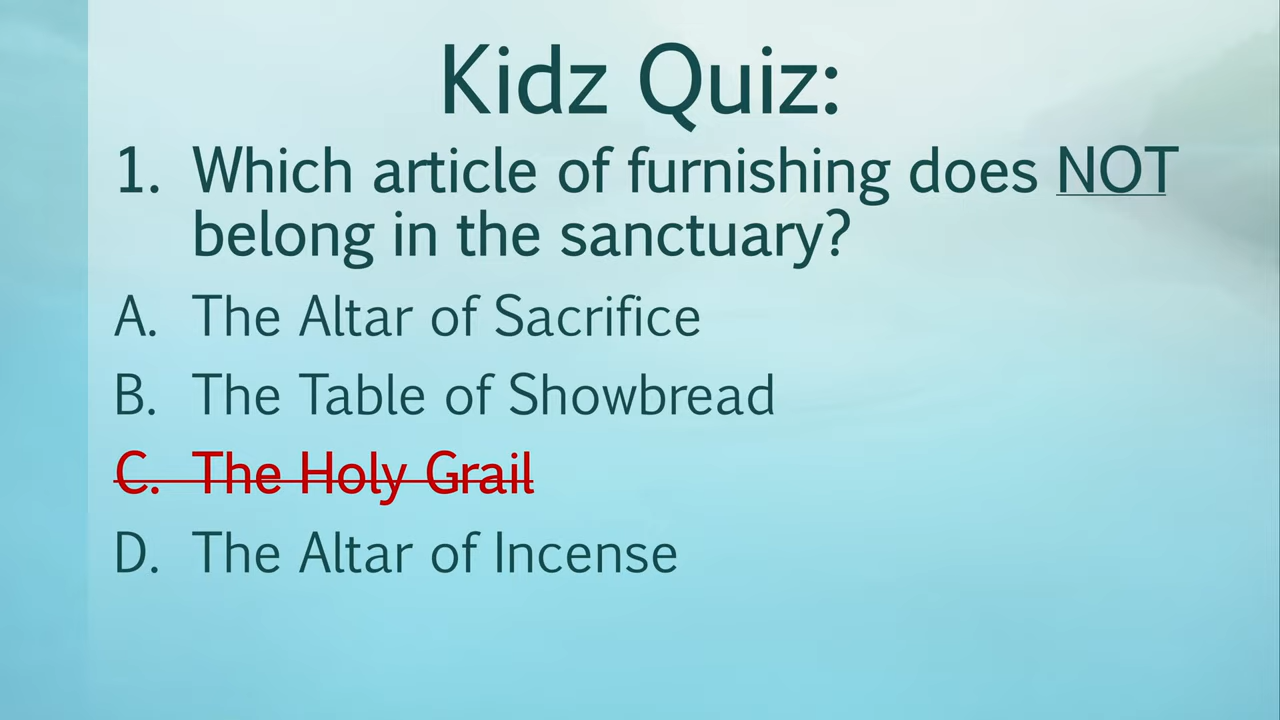 Kidz Quiz:
1. Which article of furnishing does NOT
belong in the sanctuary?
A. The Altar of Sacrifice
B. The Table of Showbread
C. The Holy Grail
D. The Altar of Incense